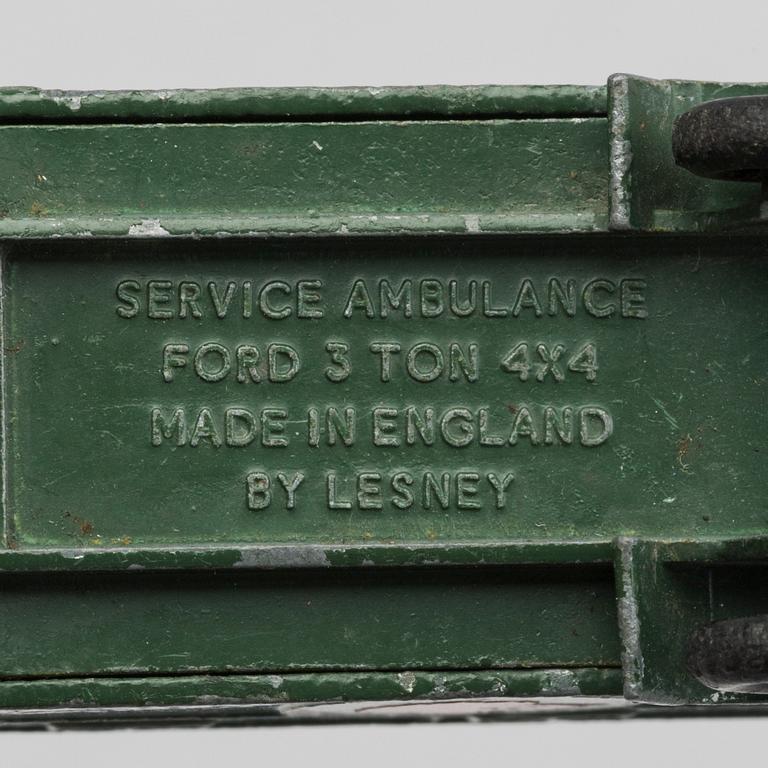 SERVICE AMBULANCE
FORD 3 TON 4X4
MADE IN ENGLAND
BY LESNEY